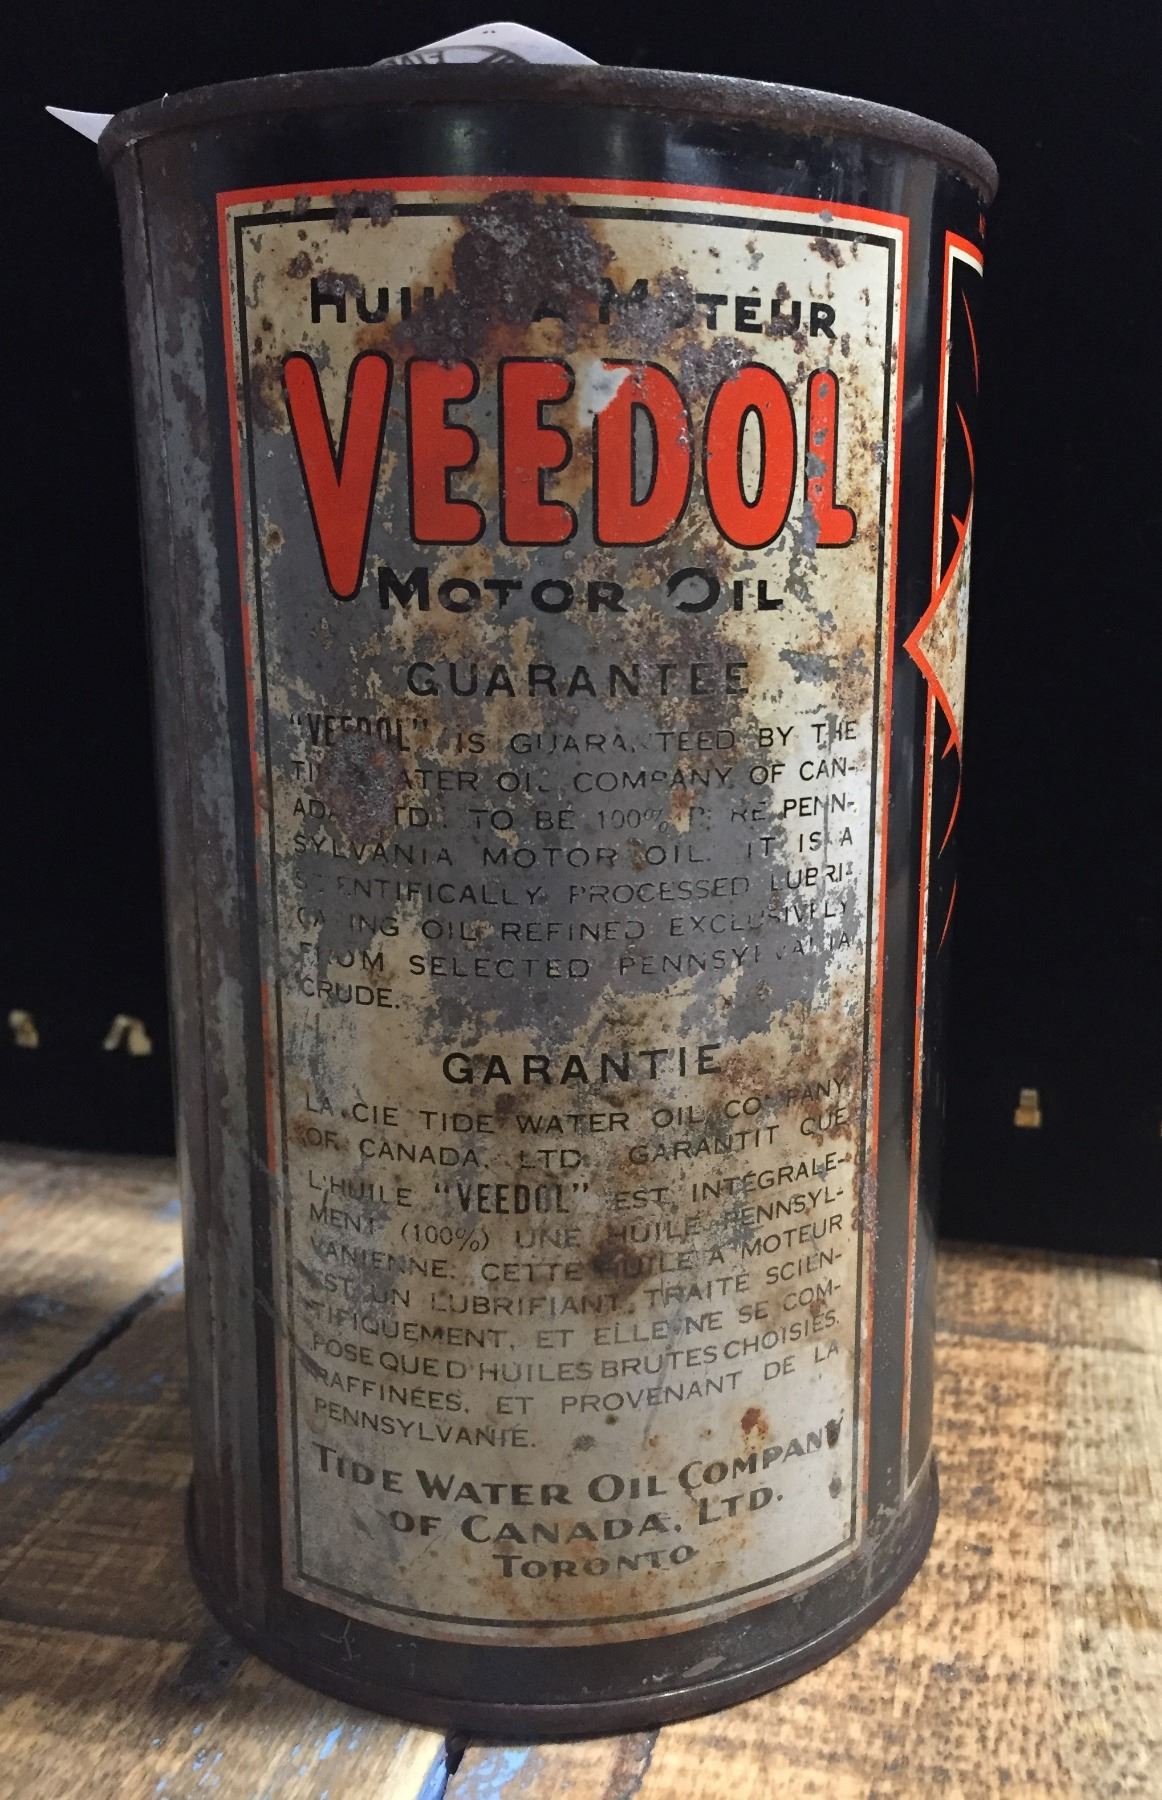 HUILE A MOTEUR
VEEDOL
MOTOR OIL
GUARANTEE
"VEEDOL" IS GUARANTEED BY THE
TIDE WATER OIL COMPANY OF CAN-
ADA, LTD. TO BE 100% PURE PENN-
SYLVANIA MOTOR OIL. IT IS A
SCIENTIFICALLY PROCESSED LUBRI-
CATING OIL REFINED EXCLUSIVELY
FROM SELECTED PENNSYLVANIA
CRUDE.
GARANTIE
LA CIE TIDE WATER OIL COMPANY
OF CANADA, LTD. GARANTIT QUE
L'HUILE "VEEDOL" EST INTÉGRALE-
MENT (100%) UNE HUILE PENNSYL-
VANIENNE. CETTE HUILE A MOTEUR
EST UN LUBRIFIANT, TRAITÉ SCIEN-
TIFIQUEMENT, ET ELLE NE SE COM-
POSE QUE D'HUILES BRUTES CHOISIES,
RAFFINÉES, ET PROVENANT DE LA
PENNSYLVANIE.
TIDE WATER OIL COMPANY
OF CANADA, LTD.
TORONTO